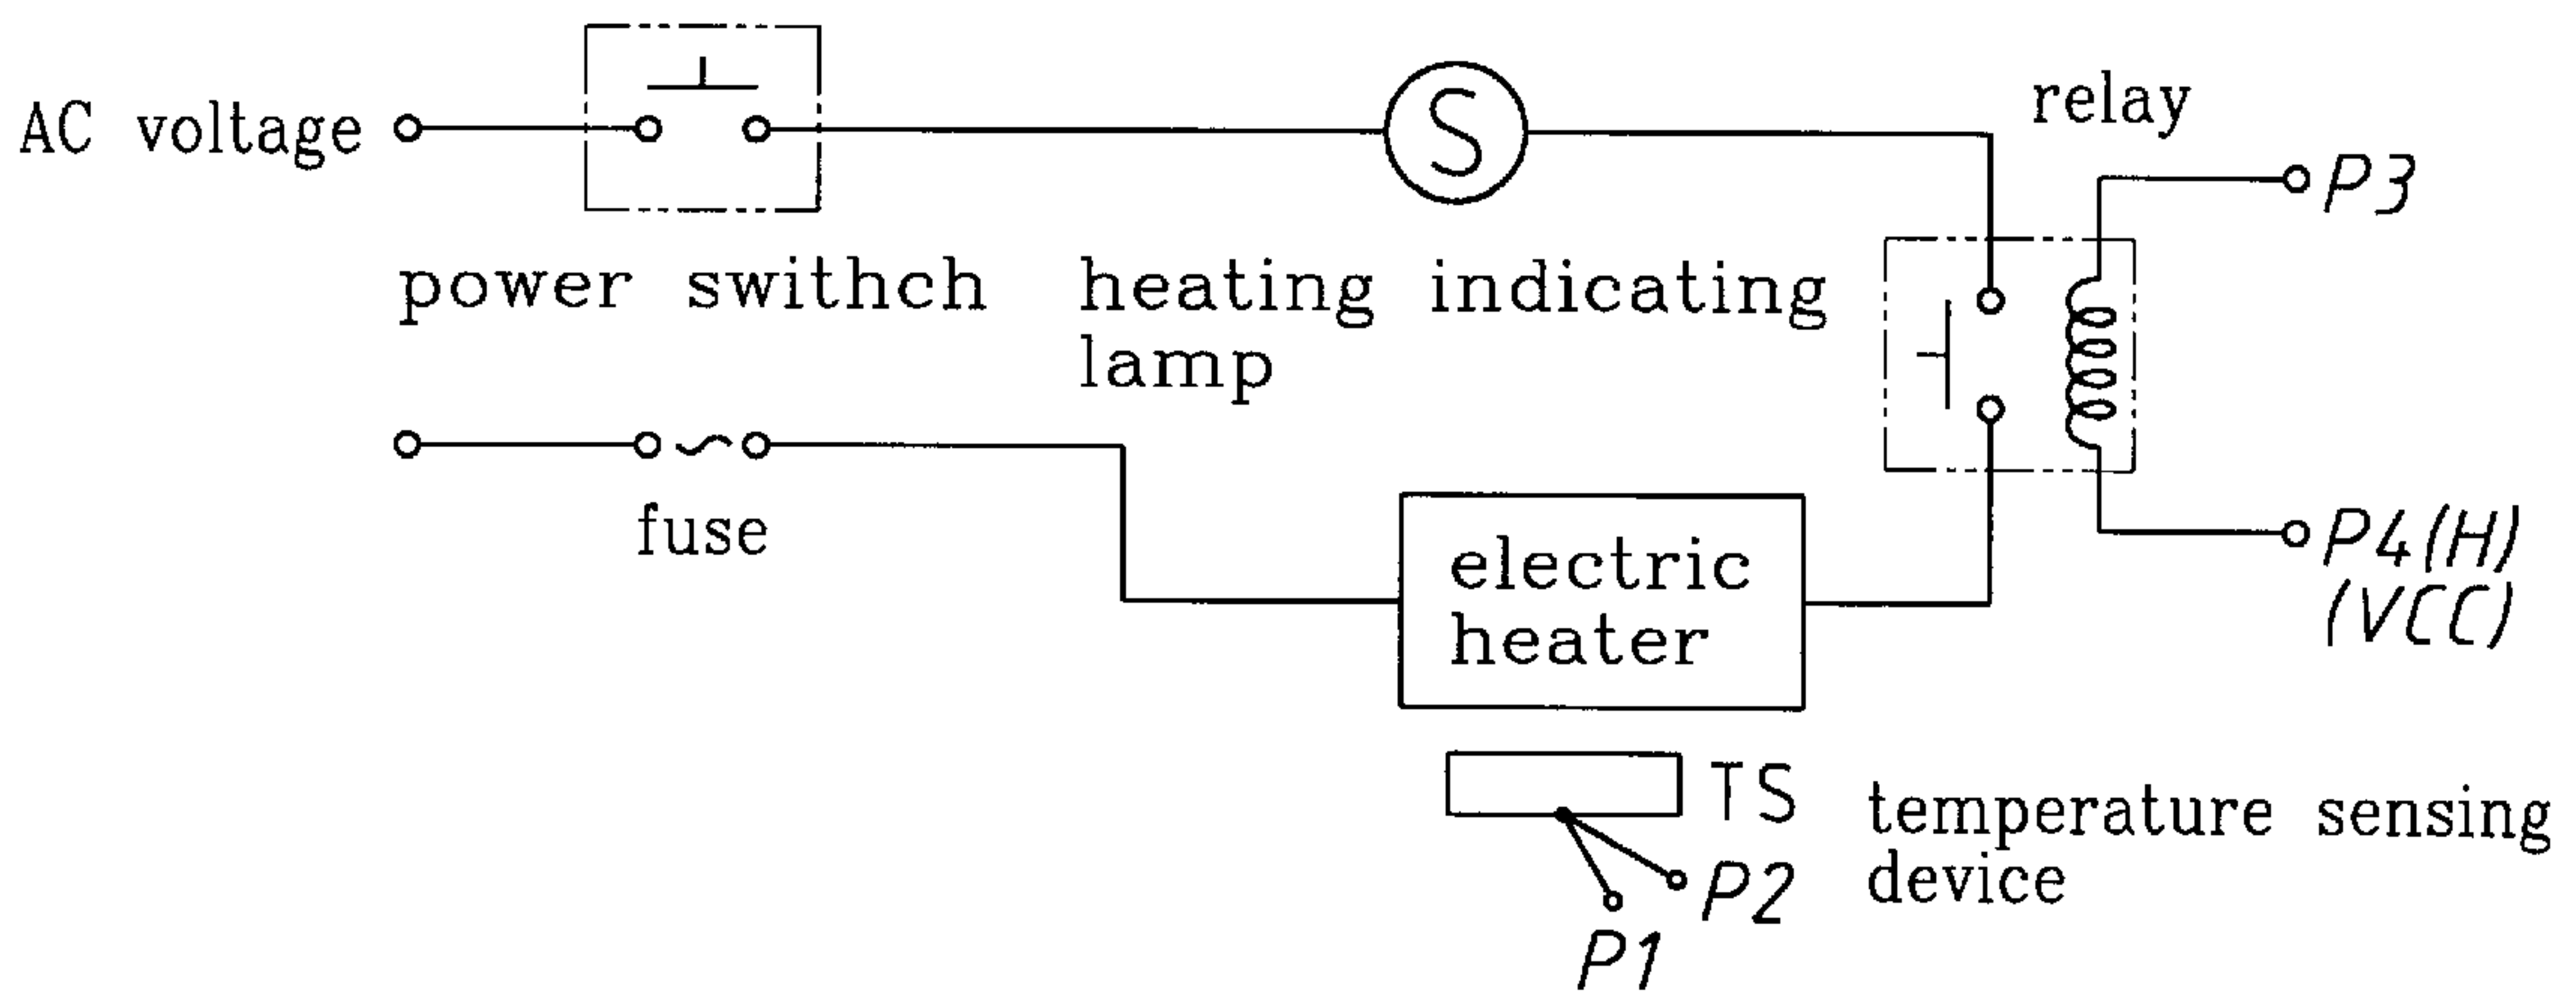 AC voltage
S
relay
P3
power swithch
heating indicating
lamp
fuse
electric
heater
P4(H)
(VCC)
TS
temperature sensing
device
P2
P1